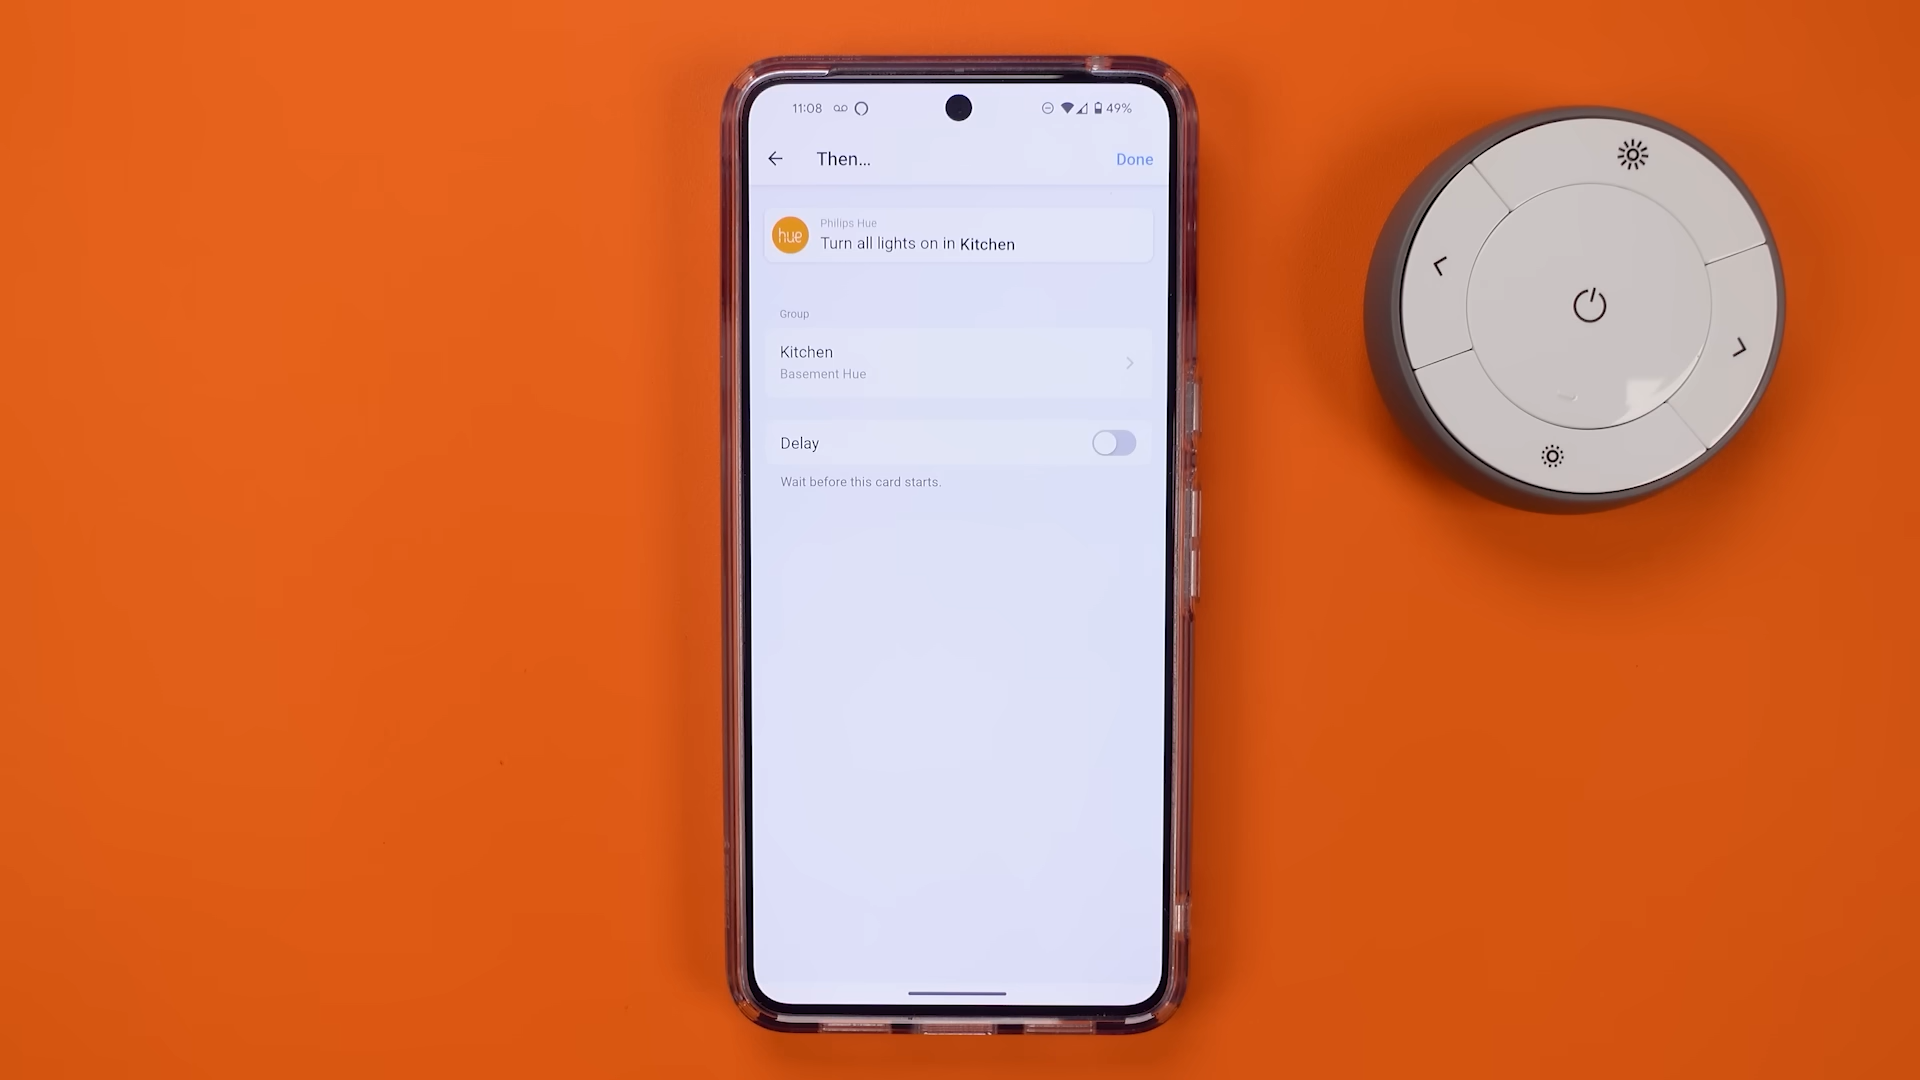 11:08
49%
Then...
Done
hue
Philips Hue
Turn all lights on in Kitchen
Group
Kitchen
Basement Hue
Delay
Wait before this card starts.